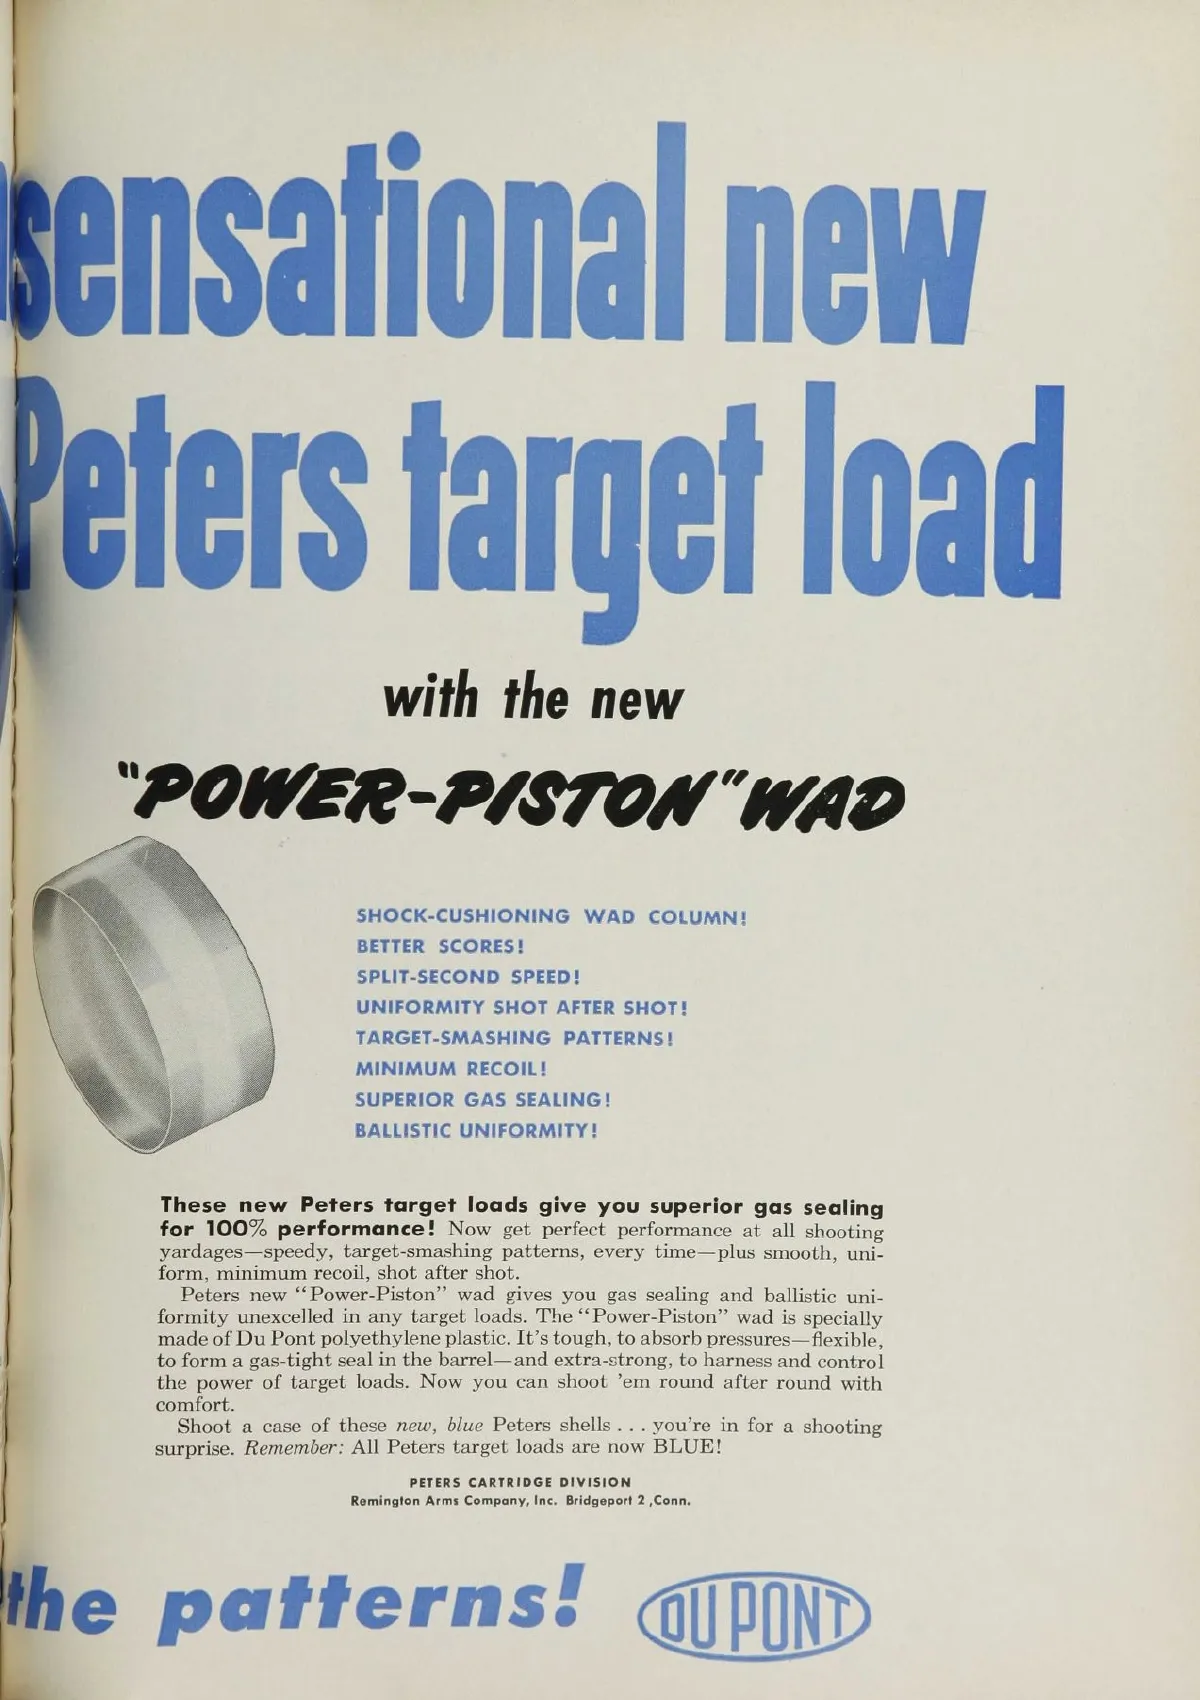 sensational new
Peters target load
with the new
"POWER-PISTON" WAD
SHOCK-CUSHIONING WAD COLUMN!
BETTER SCORES!
SPLIT-SECOND SPEED!
UNIFORMITY SHOT AFTER SHOT!
TARGET-SMASHING PATTERNS!
MINIMUM RECOIL!
SUPERIOR GAS SEALING!
BALLISTIC UNIFORMITY!
These new Peters target loads give you superior gas sealing
for 100% performance! Now get perfect performance at all shooting
yardages—speedy, target-smashing patterns, every time—plus smooth, uni-
form, minimum recoil, shot after shot.
Peters new “Power-Piston” wad gives you gas sealing and ballistic uni-
formity unexcelled in any target loads. The “Power-Piston” wad is specially
made of Du Pont polyethylene plastic. It's tough, to absorb pressures—flexible,
to form a gas-tight seal in the barrel—and extra-strong, to harness and control
the power of target loads. Now you can shoot ’em round after round with
comfort.
Shoot a case of these new, blue Peters shells . . . you're in for a shooting
surprise. Remember: All Peters target loads are now BLUE!
PETERS CARTRIDGE DIVISION
Remington Arms Company, Inc. Bridgeport 2 ,Conn.
the patterns!
DU PONT